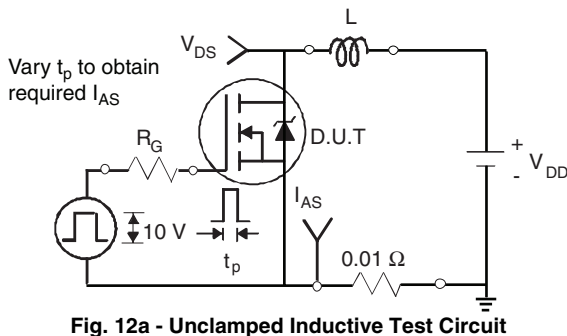 L
V_DS
Vary t_p to obtain
required I_AS
R_G
D.U.T
+
V_DD
-
I_AS
10 V
t_p
0.01 Ω
Fig. 12a - Unclamped Inductive Test Circuit